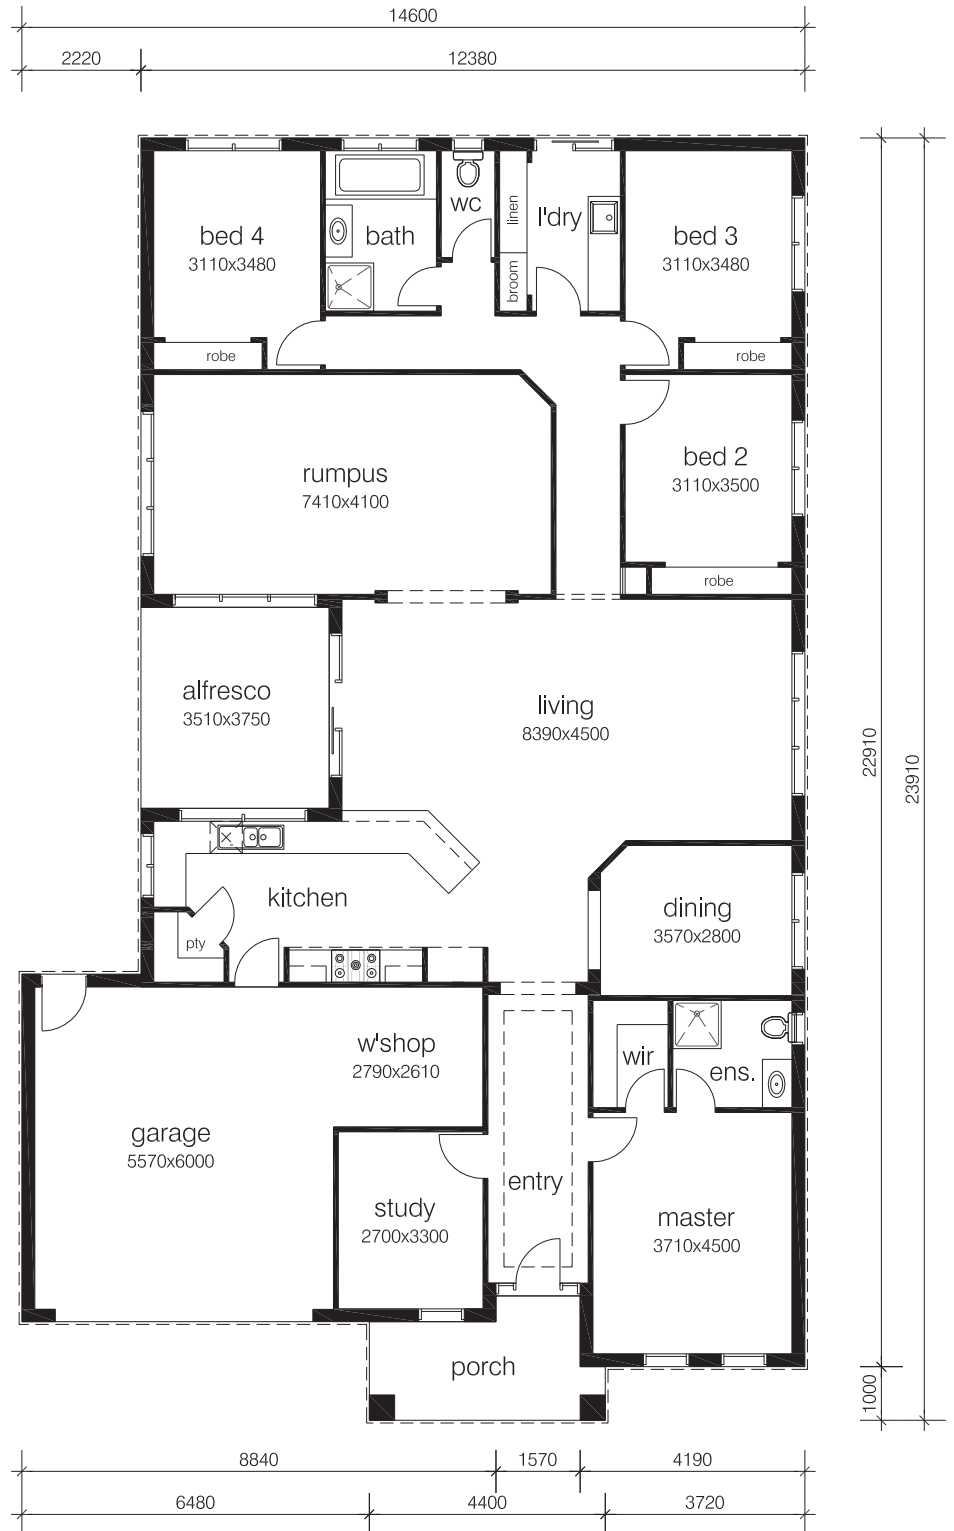 14600
2220
12380
bed 4
3110x3480
bath
wc
linen
broom
l'dry
bed 3
3110x3480
robe
robe
rumpus
7410x4100
bed 2
3110x3500
robe
alfresco
3510x3750
living
8390x4500
22910
23910
kitchen
pty
dining
3570x2800
w'shop
2790x2610
wir
ens.
garage
5570x6000
study
2700x3300
entry
master
3710x4500
porch
1000
8840
1570
4190
6480
4400
3720